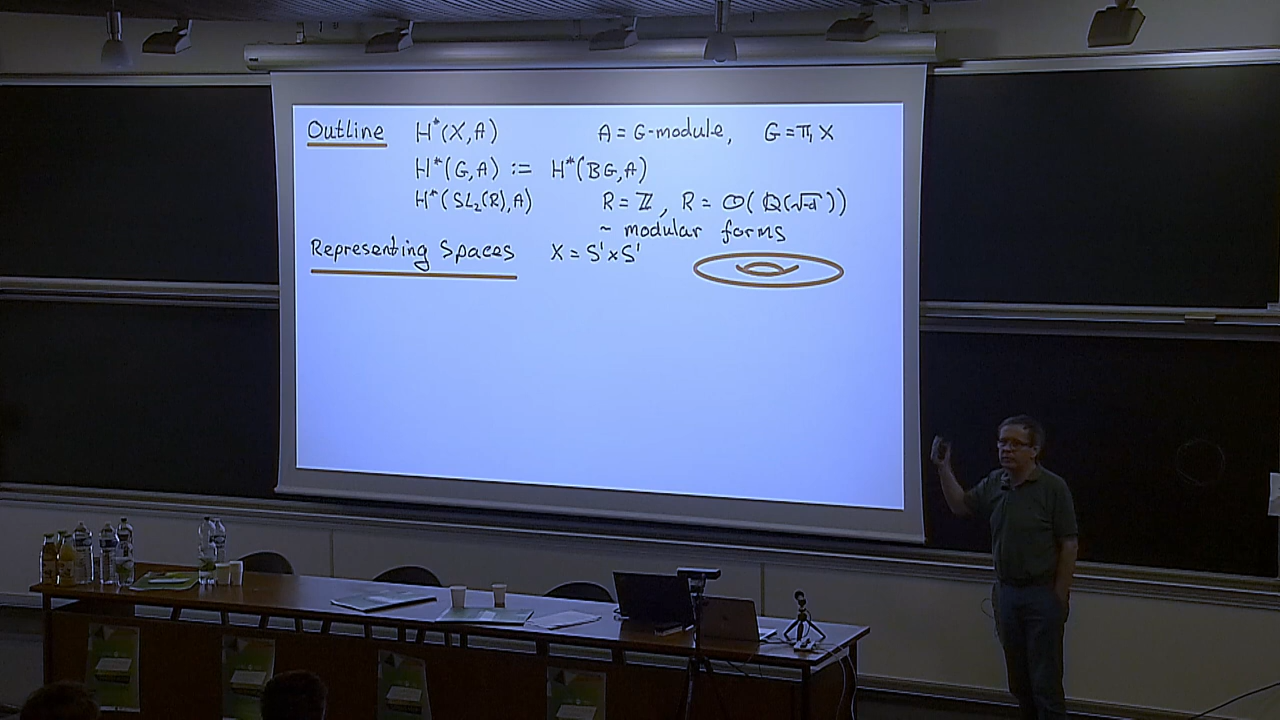 Outline H*(X,A) A = G-module, G = π₁X
H*(G,A) := H*(BG,A)
H*(SL₂(R),A) R = ℤ, R = O(ℚ(√-d))
~ modular forms
Representing Spaces X = S¹×S¹